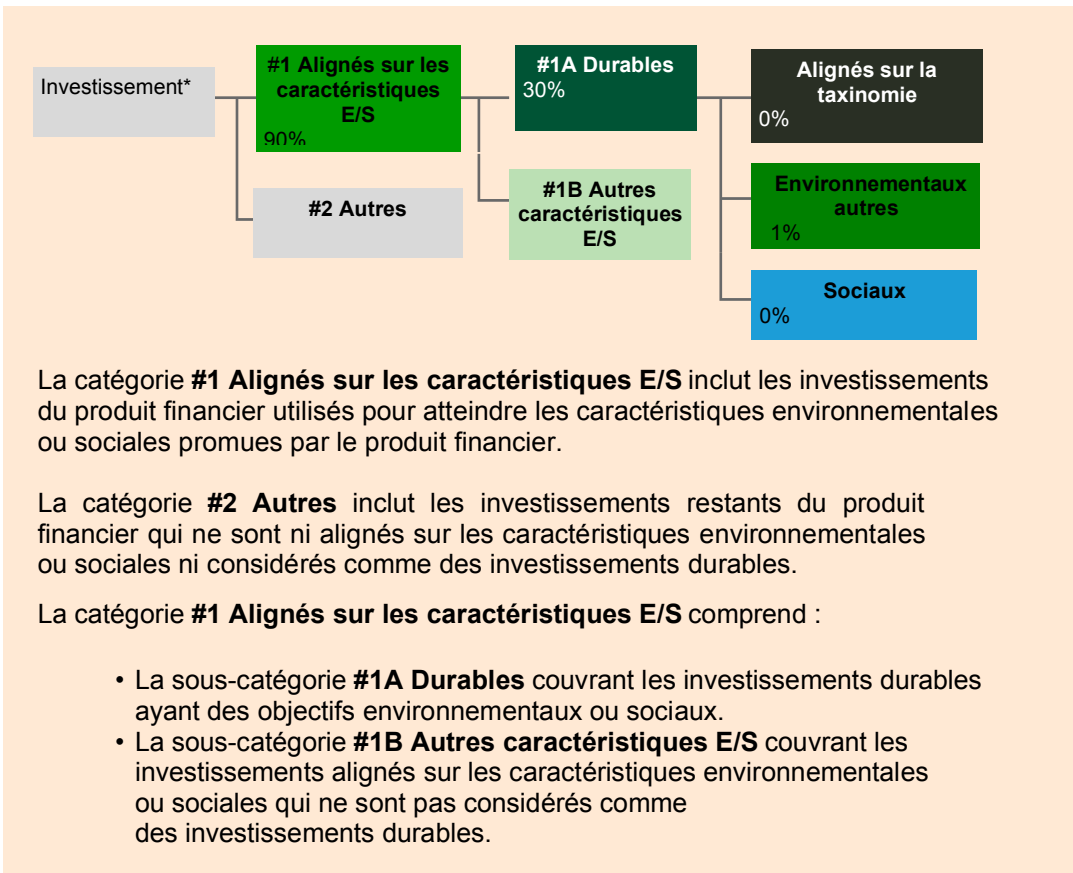 Investissement*
#1 Alignés sur les
caractéristiques
E/S
90%
#2 Autres
#1A Durables
30%
#1B Autres
caractéristiques
E/S
Alignés sur la
taxinomie
0%
Environnementaux
autres
1%
Sociaux
0%
La catégorie #1 Alignés sur les caractéristiques E/S inclut les investissements
du produit financier utilisés pour atteindre les caractéristiques environnementales
ou sociales promues par le produit financier.
La catégorie #2 Autres inclut les investissements restants du produit
financier qui ne sont ni alignés sur les caractéristiques environnementales
ou sociales ni considérés comme des investissements durables.
La catégorie #1 Alignés sur les caractéristiques E/S comprend :
• La sous-catégorie #1A Durables couvrant les investissements durables
ayant des objectifs environnementaux ou sociaux.
• La sous-catégorie #1B Autres caractéristiques E/S couvrant les
investissements alignés sur les caractéristiques environnementales
ou sociales qui ne sont pas considérés comme
des investissements durables.